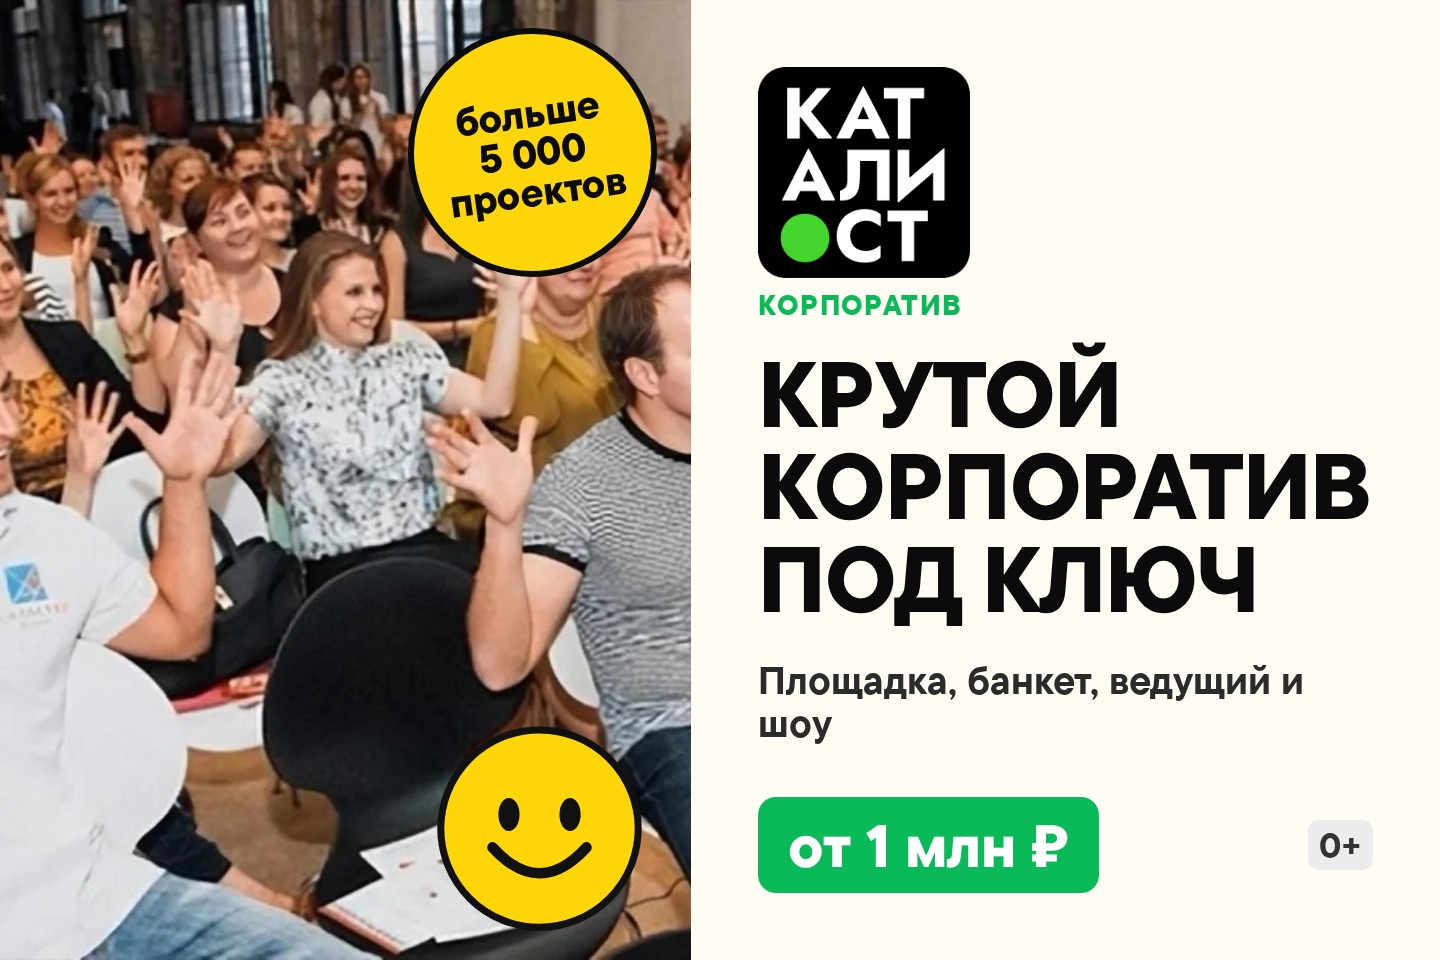 больше
5 000
проектов
КАТ
АЛИ
СТ
КОРПОРАТИВ
КРУТОЙ
КОРПОРАТИВ
ПОД КЛЮЧ
Площадка, банкет, ведущий и
шоу
от 1 млн ₽
0+